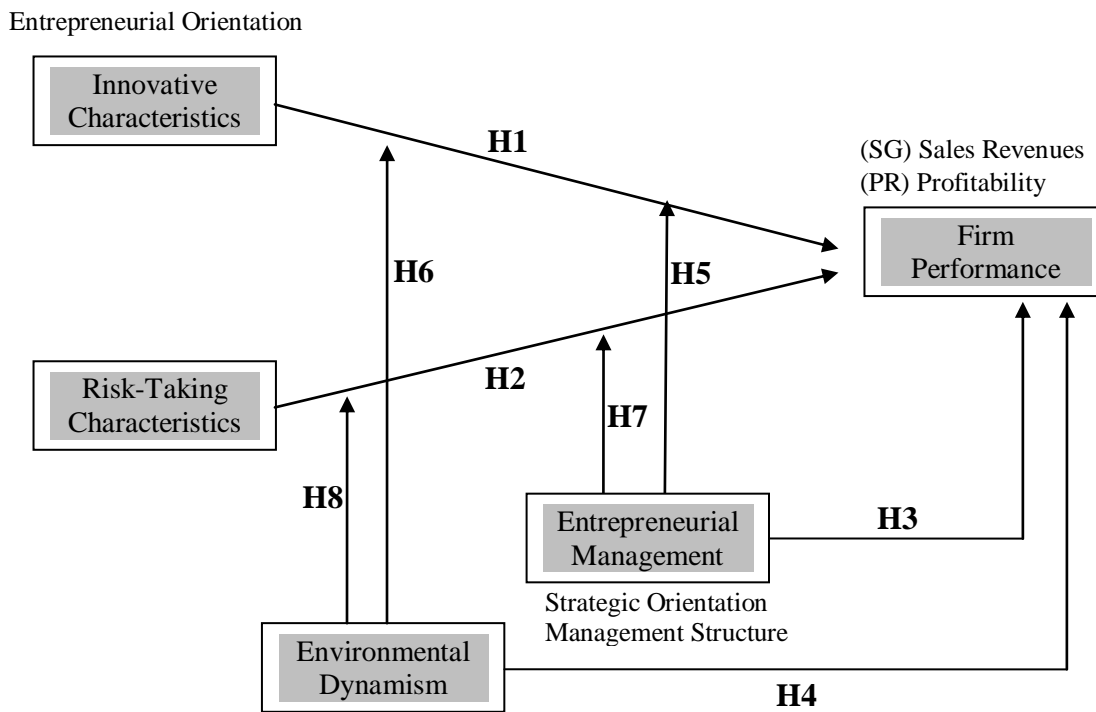 Entrepreneurial Orientation
Innovative
Characteristics
H1
(SG) Sales Revenues
(PR) Profitability
Firm
Performance
H6
H5
Risk-Taking
Characteristics
H2
H7
H8
Entrepreneurial
Management
H3
Strategic Orientation
Management Structure
Environmental
Dynamism
H4